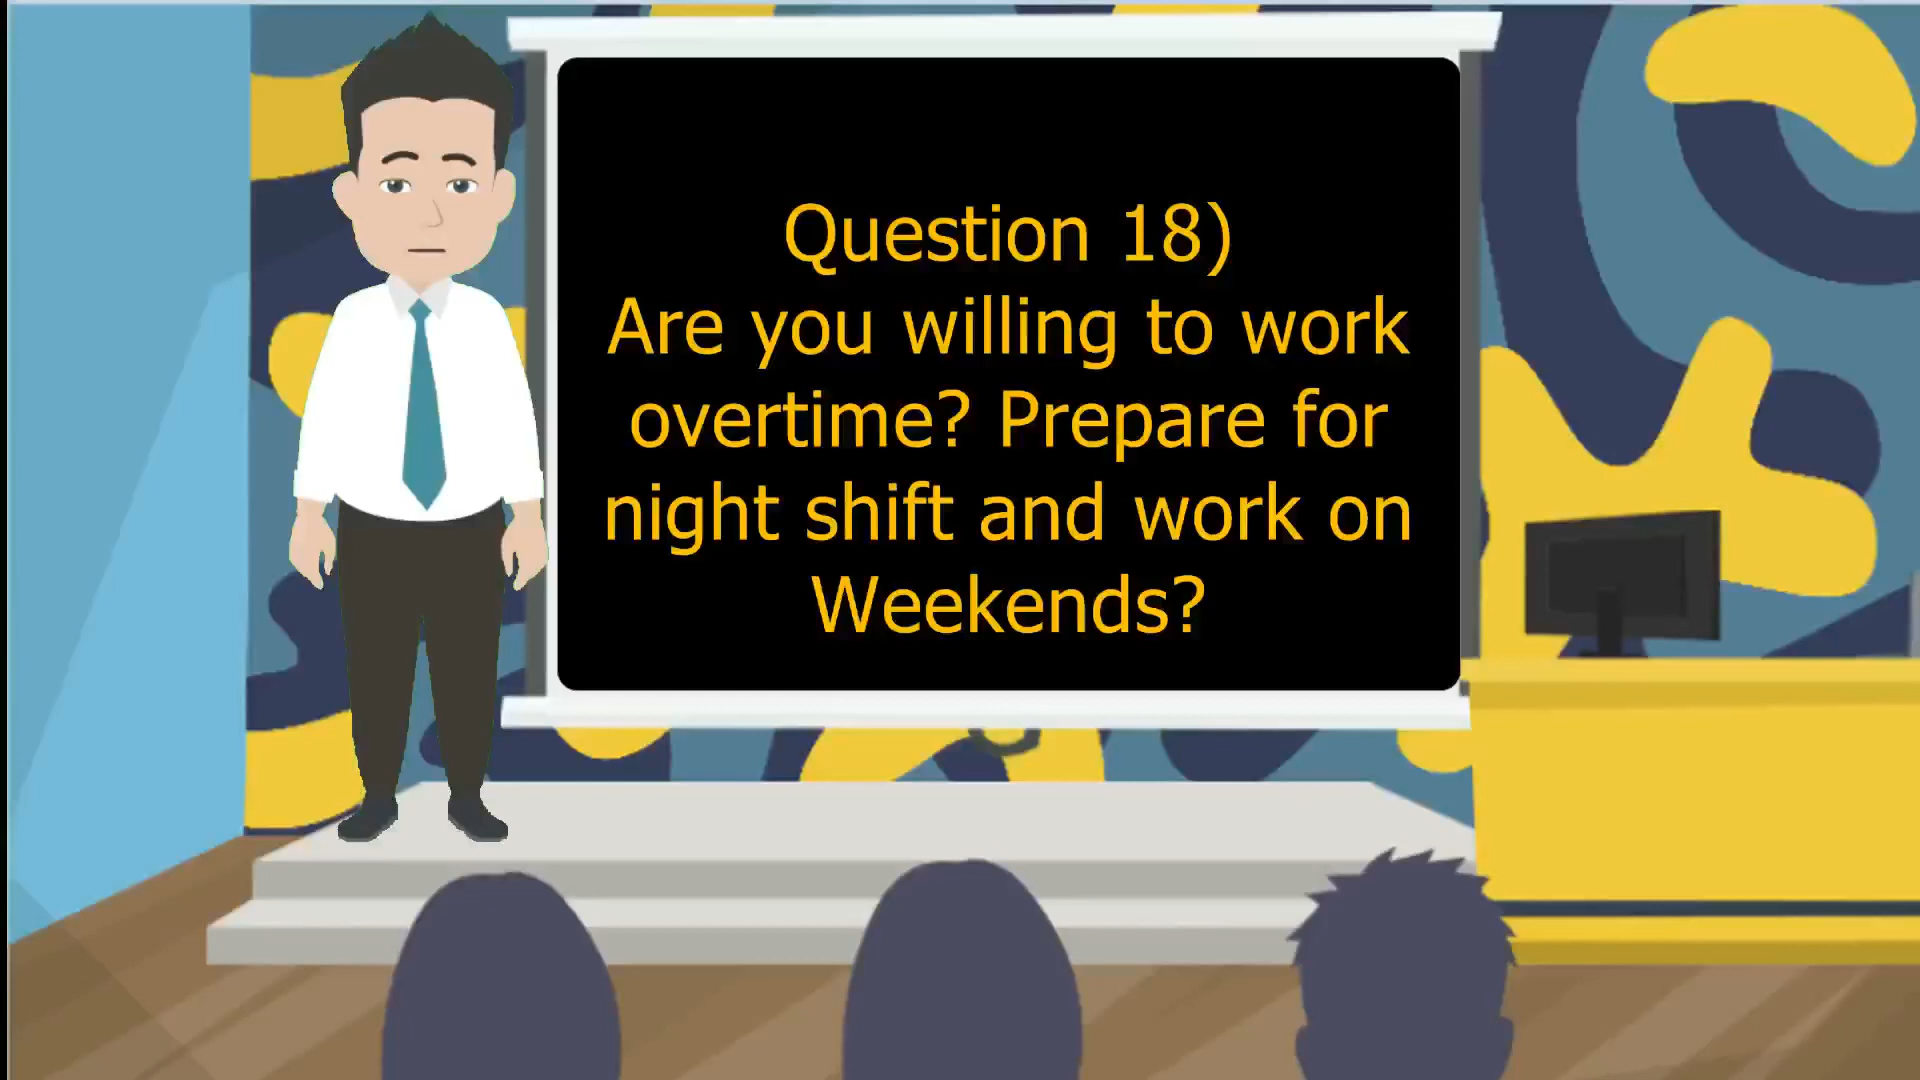 Question 18)
Are you willing to work
overtime? Prepare for
night shift and work on
Weekends?